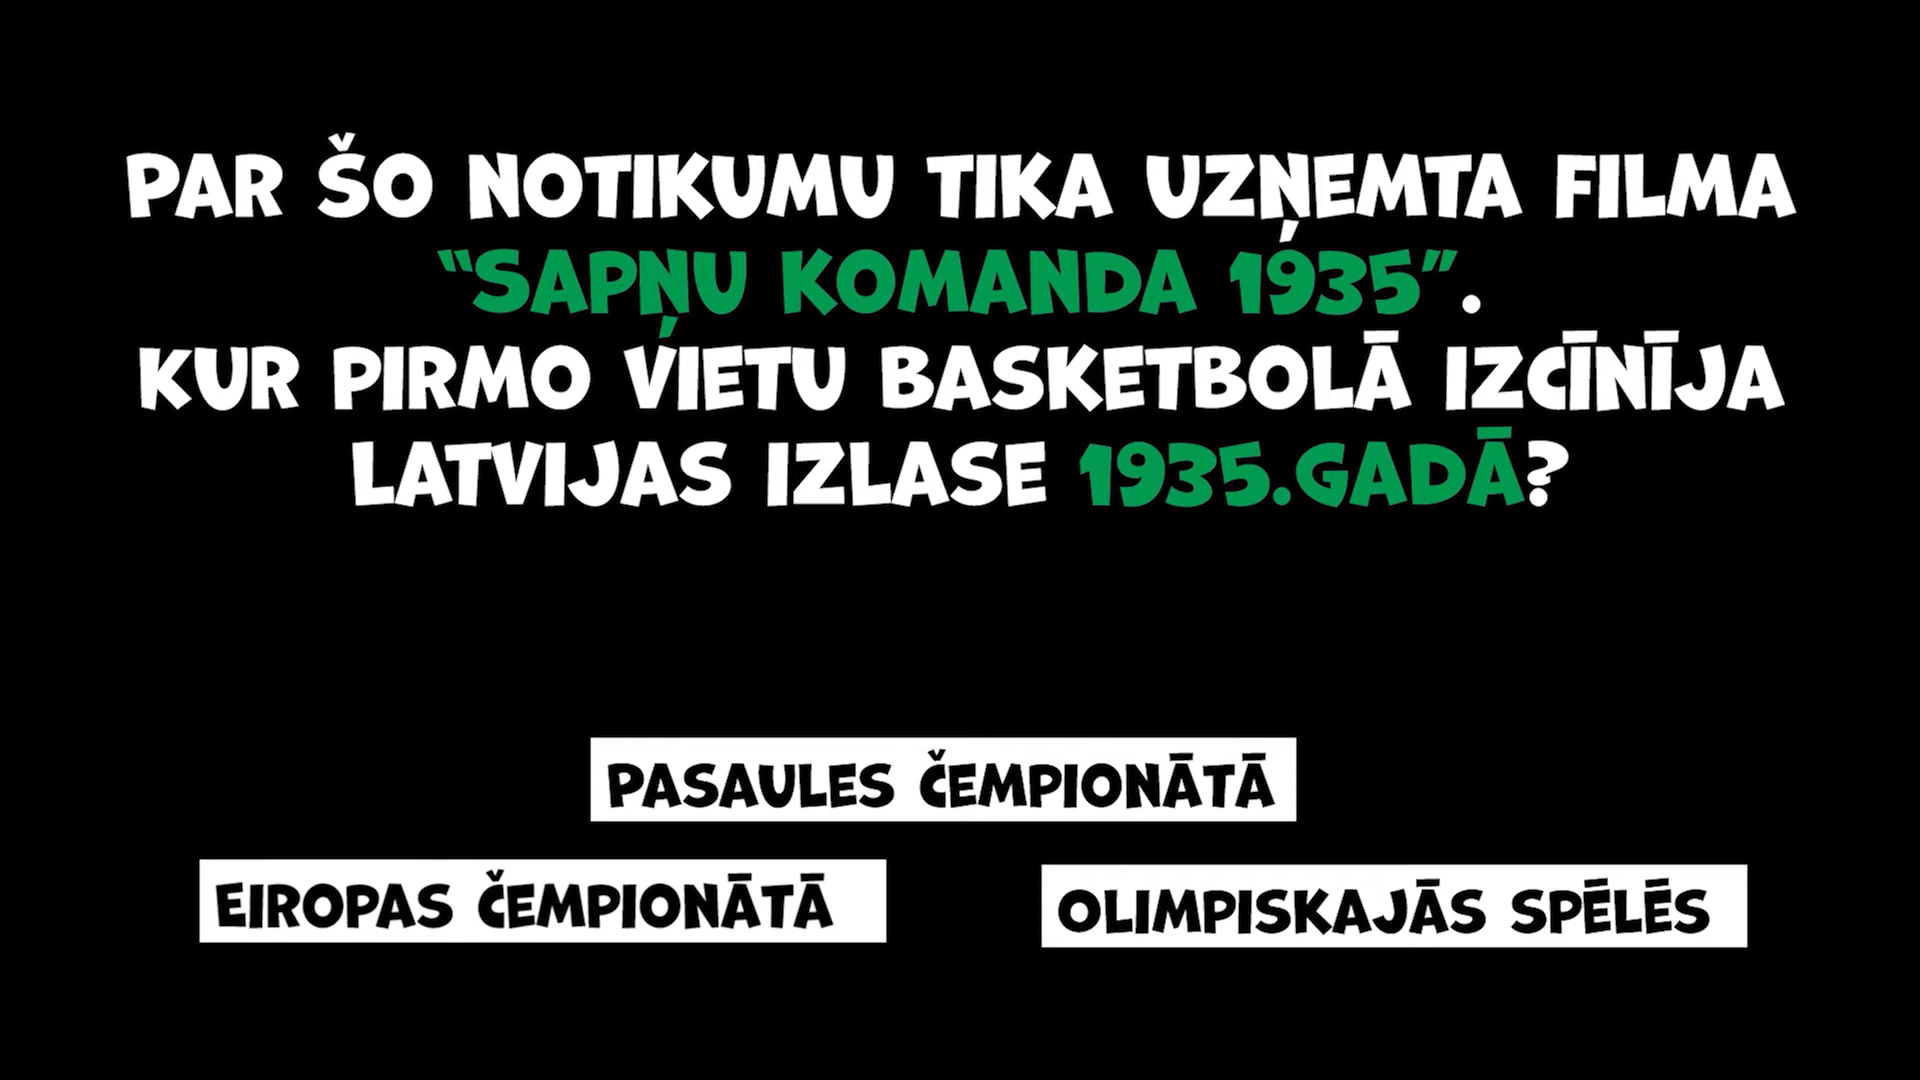 PAR ŠO NOTIKUMU TIKA UZŅEMTA FILMA
“SAPŅU KOMANDA 1935”.
KUR PIRMO VIETU BASKETBOLĀ IZCĪNĪJA
LATVIJAS IZLASE 1935.GADĀ?
PASAULES ČEMPIONĀTĀ
EIROPAS ČEMPIONĀTĀ
OLIMPISKAJĀS SPĒLĒS